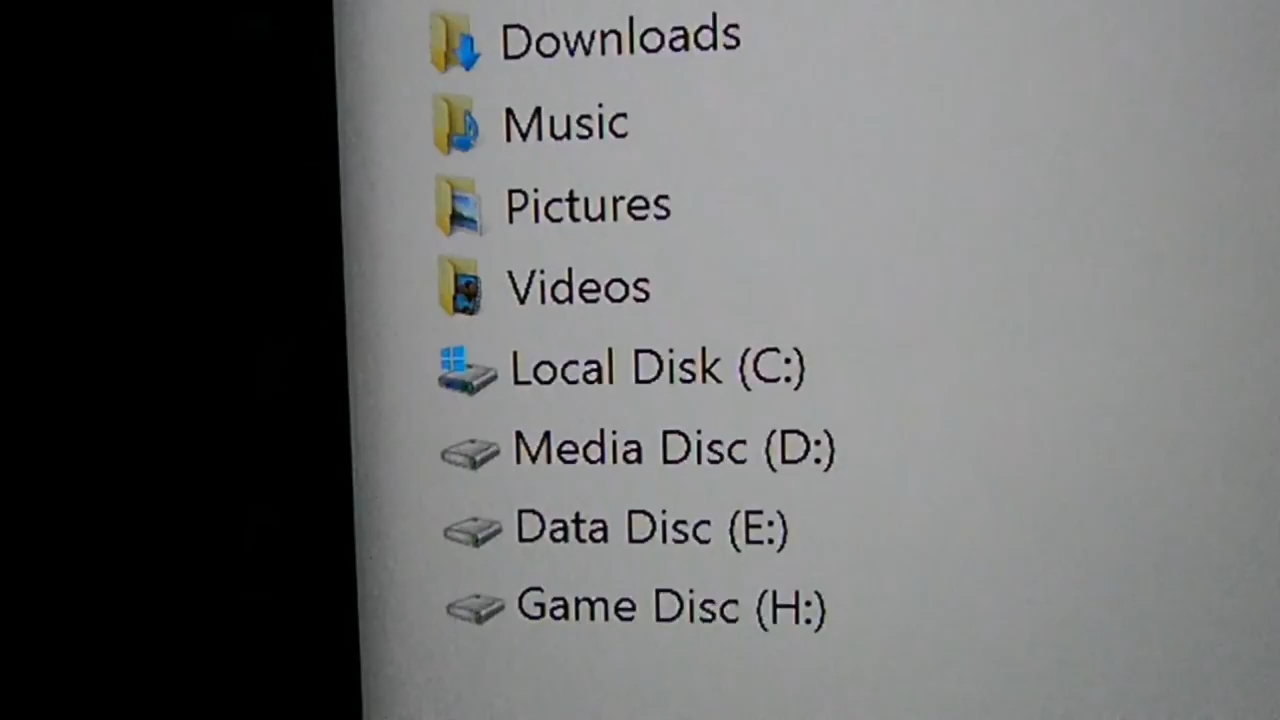 Downloads
Music
Pictures
Videos
Local Disk (C:)
Media Disc (D:)
Data Disc (E:)
Game Disc (H:)